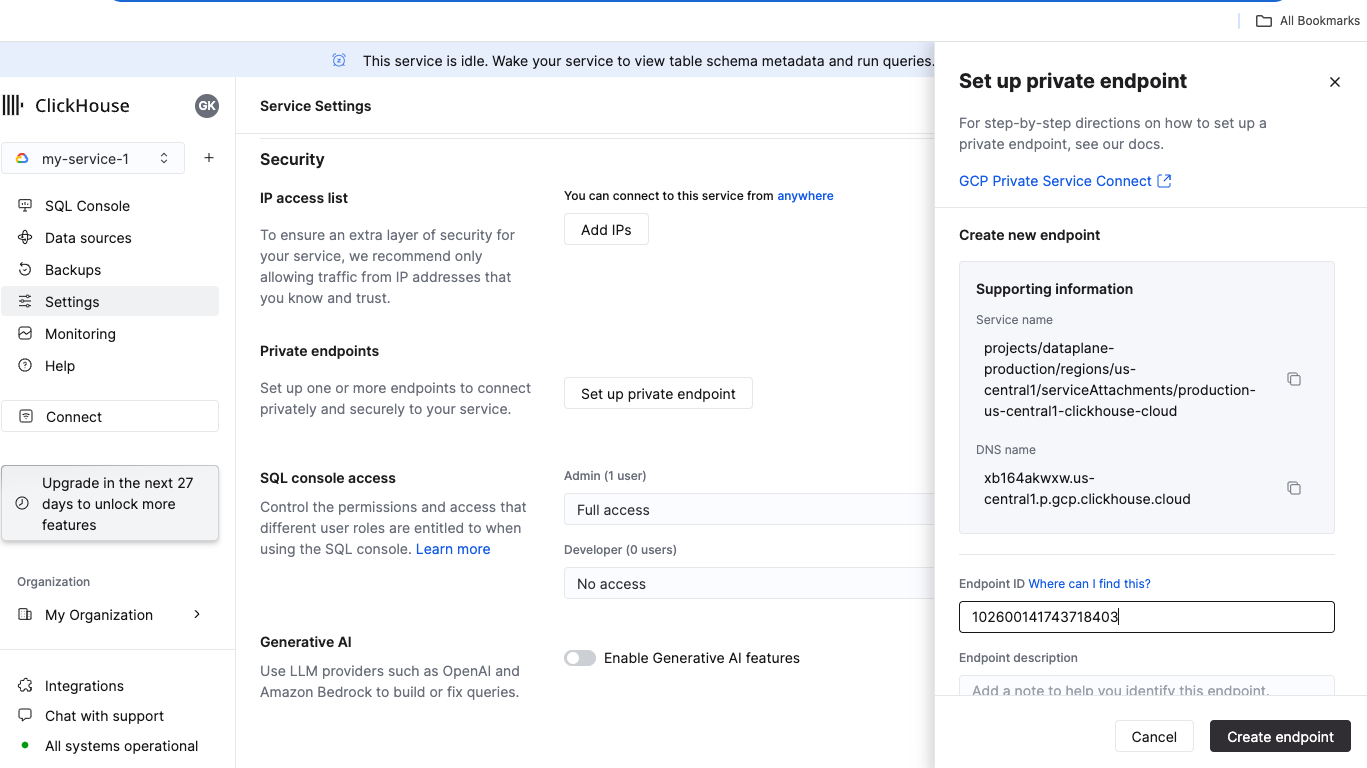 All Bookmarks
This service is idle. Wake your service to view table schema metadata and run queries.
ClickHouse
GK
my-service-1
+
SQL Console
Data sources
Backups
Settings
Monitoring
Help
Connect
Upgrade in the next 27
days to unlock more
features
Organization
My Organization
Integrations
Chat with support
All systems operational
Service Settings
Security
IP access list
To ensure an extra layer of security for
your service, we recommend only
allowing traffic from IP addresses that
you know and trust.
You can connect to this service from anywhere
Add IPs
Private endpoints
Set up one or more endpoints to connect
privately and securely to your service.
Set up private endpoint
SQL console access
Control the permissions and access that
different user roles are entitled to when
using the SQL console. Learn more
Admin (1 user)
Full access
Developer (0 users)
No access
Generative AI
Use LLM providers such as OpenAI and
Amazon Bedrock to build or fix queries.
Enable Generative AI features
Set up private endpoint
For step-by-step directions on how to set up a
private endpoint, see our docs.
GCP Private Service Connect
Create new endpoint
Supporting information
Service name
projects/dataplane-
production/regions/us-
central1/serviceAttachments/production-
us-central1-clickhouse-cloud
DNS name
xb164akwxw.us-
central1.p.gcp.clickhouse.cloud
Endpoint ID Where can I find this?
102600141743718403
Endpoint description
Add a note to help you identify this endpoint.
Cancel
Create endpoint